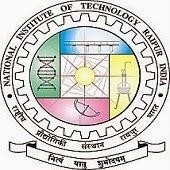 NATIONAL INSTITUTE OF TECHNOLOGY RAIPUR, INDIA
राष्ट्रीय प्रौद्योगिकी संस्थान रायपुर भारत
नित्यं यातु शुभोदयम्